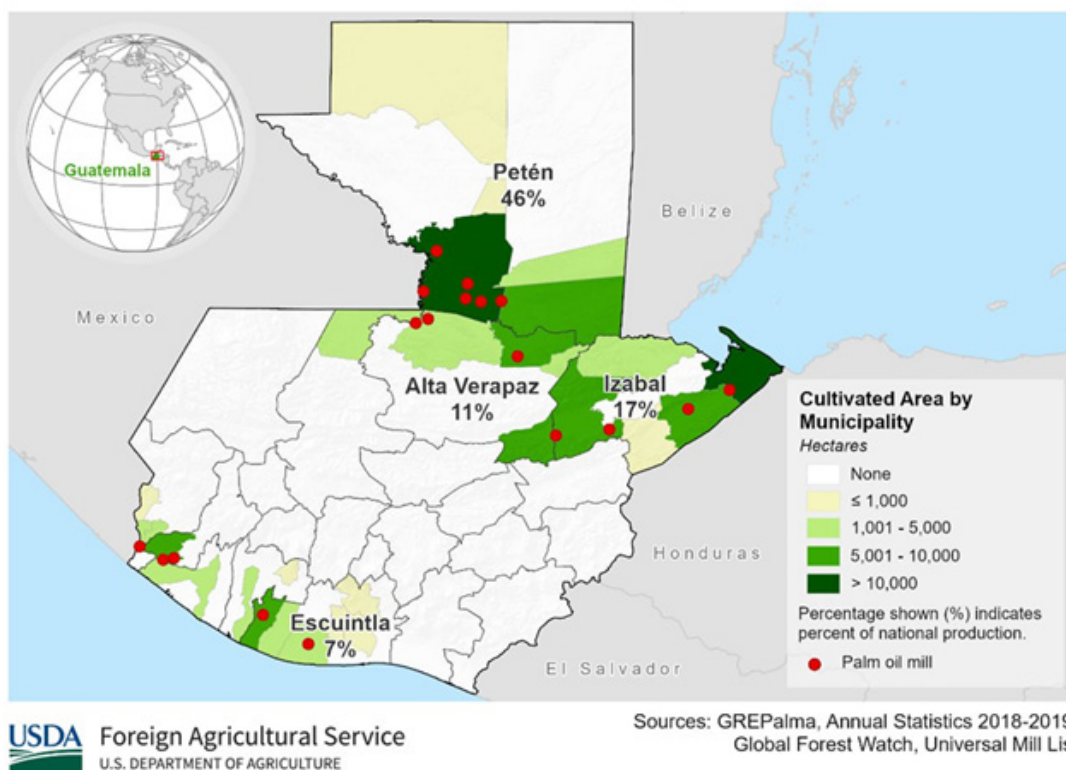 Guatemala
Petén
46%
Belize
Mexico
Alta Verapaz
11%
Izabal
17%
Honduras
Escuintla
7%
El Salvador
Cultivated Area by
Municipality
Hectares
None
≤ 1,000
1,001 - 5,000
5,001 - 10,000
> 10,000
Percentage shown (%) indicates
percent of national production.
Palm oil mill
USDA
Foreign Agricultural Service
U.S. DEPARTMENT OF AGRICULTURE
Sources: GREPalma, Annual Statistics 2018-2019
Global Forest Watch, Universal Mill Lis